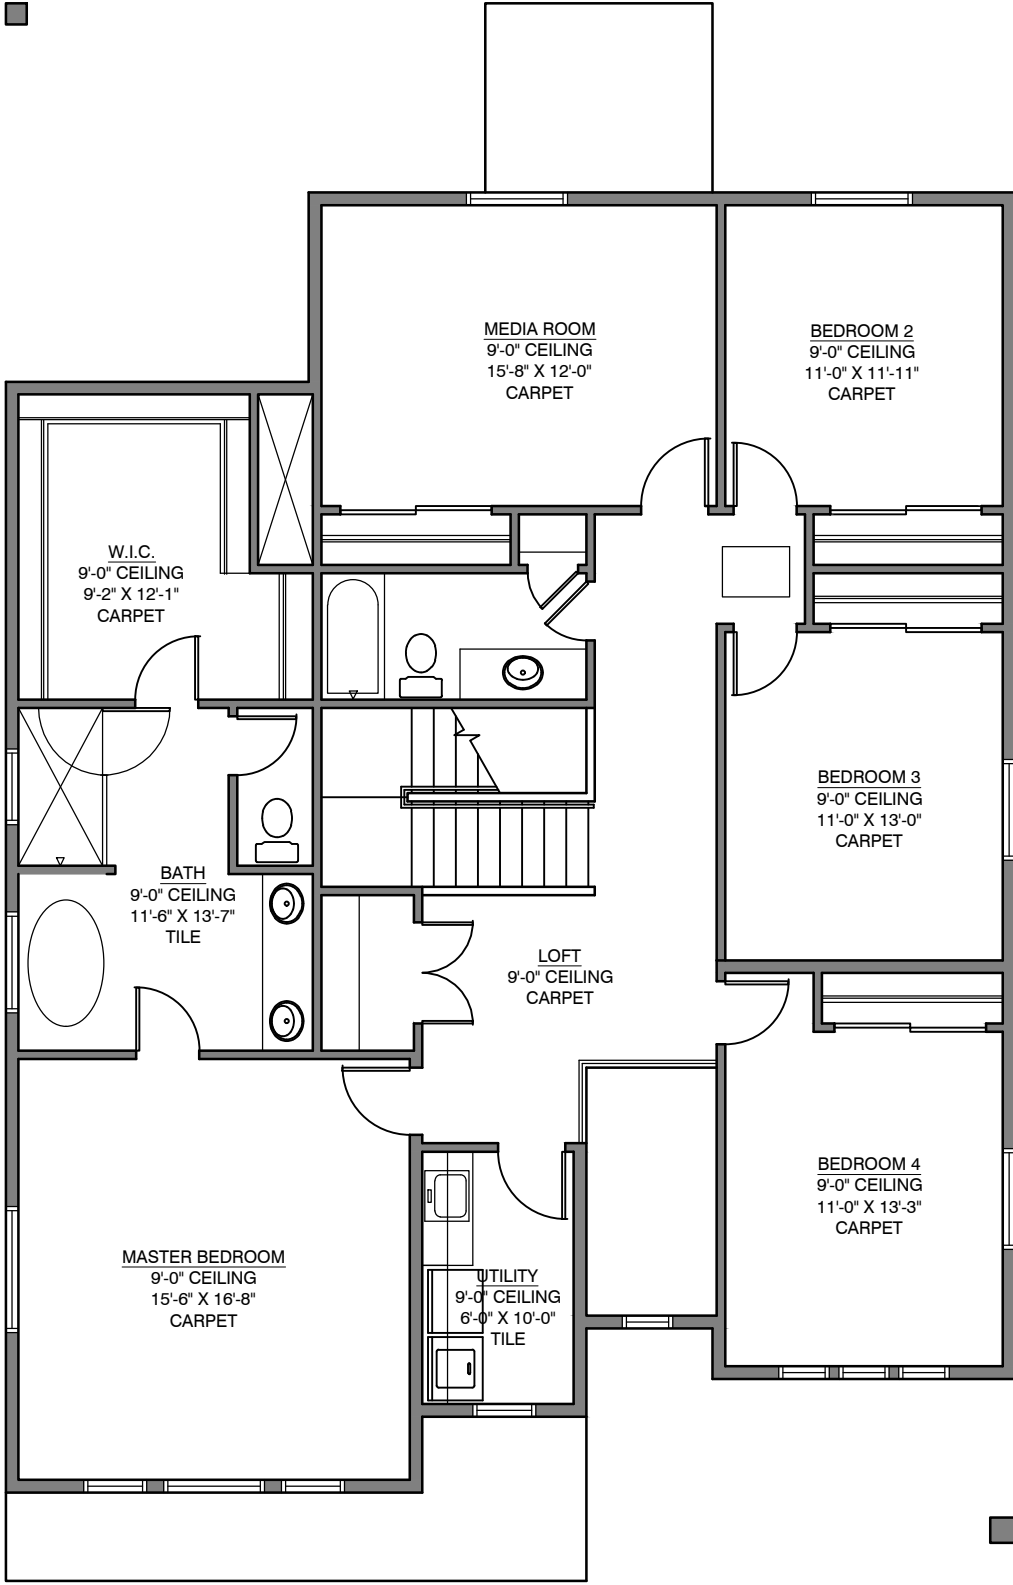 MEDIA ROOM
9'-0" CEILING
15'-8" X 12'-0"
CARPET
BEDROOM 2
9'-0" CEILING
11'-0" X 11'-11"
CARPET
W.I.C.
9'-0" CEILING
9'-2" X 12'-1"
CARPET
BEDROOM 3
9'-0" CEILING
11'-0" X 13'-0"
CARPET
BATH
9'-0" CEILING
11'-6" X 13'-7"
TILE
LOFT
9'-0" CEILING
CARPET
BEDROOM 4
9'-0" CEILING
11'-0" X 13'-3"
CARPET
MASTER BEDROOM
9'-0" CEILING
15'-6" X 16'-8"
CARPET
UTILITY
9'-0" CEILING
6'-0" X 10'-0"
TILE